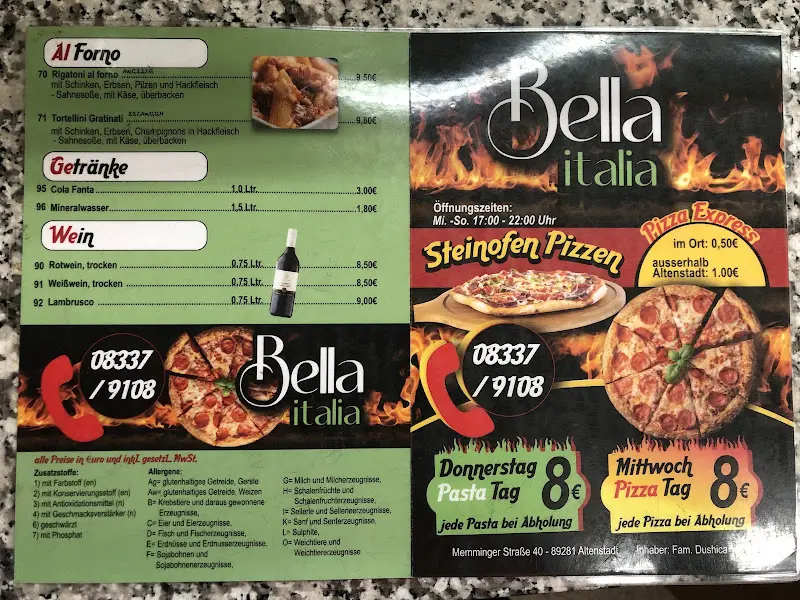 Al Forno
70 Rigatoni al forno 9,50€
mit Schinken, Erbsen, Pilzen und Hackfleisch
- Sahnesoße, mit Käse, überbacken
71 Tortellini Gratinati 9,80€
mit Schinken, Erbsen, Champignons in Hackfleisch
- Sahnesoße, mit Käse, überbacken
Getränke
95 Cola Fanta 1,0 Ltr. 3,00€
96 Mineralwasser 1,5 Ltr. 1,80€
Wein
90 Rotwein, trocken 0,75 Ltr. 8,50€
91 Weißwein, trocken 0,75 Ltr. 8,50€
92 Lambrusco 0,75 Ltr. 9,00€
08337
/ 9108
Bella
italia
alle Preise in Euro und inkl. gesetzl. MwSt.
Zusatzstoffe:
1) mit Farbstoff (en)
2) mit Konservierungsstoff (en)
3) mit Antioxidationsmittel (n)
4) mit Geschmacksverstärker (n)
6) geschwärzt
7) mit Phosphat
Allergene:
Ag= glutenhaltiges Getreide, Gerste
Aw= glutenhaltiges Getreide, Weizen
B= Krebstiere und daraus gewonnene
Erzeugnisse,
C= Eier und Eierzeugnisse,
D= Fisch und Fischerzeugnisse,
E= Erdnüsse und Erdnusserzeugnisse,
F= Sojabohnen und
Sojabohnenerzeugnisse,
G= Milch und Milcherzeugnisse,
H= Schalenfrüchte und
Schalenfruchterzeugnisse,
I= Sellerie und Sellerieerzeugnisse,
K= Senf und Senferzeugnisse,
L= Sulphite,
O= Weichtiere und
Weichtiererzeugnisse
Bella
italia
Öffnungszeiten:
Mi. -So. 17:00 - 22:00 Uhr
Steinofen Pizzen
Pizza Express
im Ort: 0,50€
ausserhalb
Altenstadt: 1.00€
08337
/ 9108
Donnerstag
Pasta Tag 8€
jede Pasta bei Abholung
Mittwoch
Pizza Tag 8€
jede Pizza bei Abholung
Memminger Straße 40 - 89281 Altenstadt Inhaber: Fam. Dushica